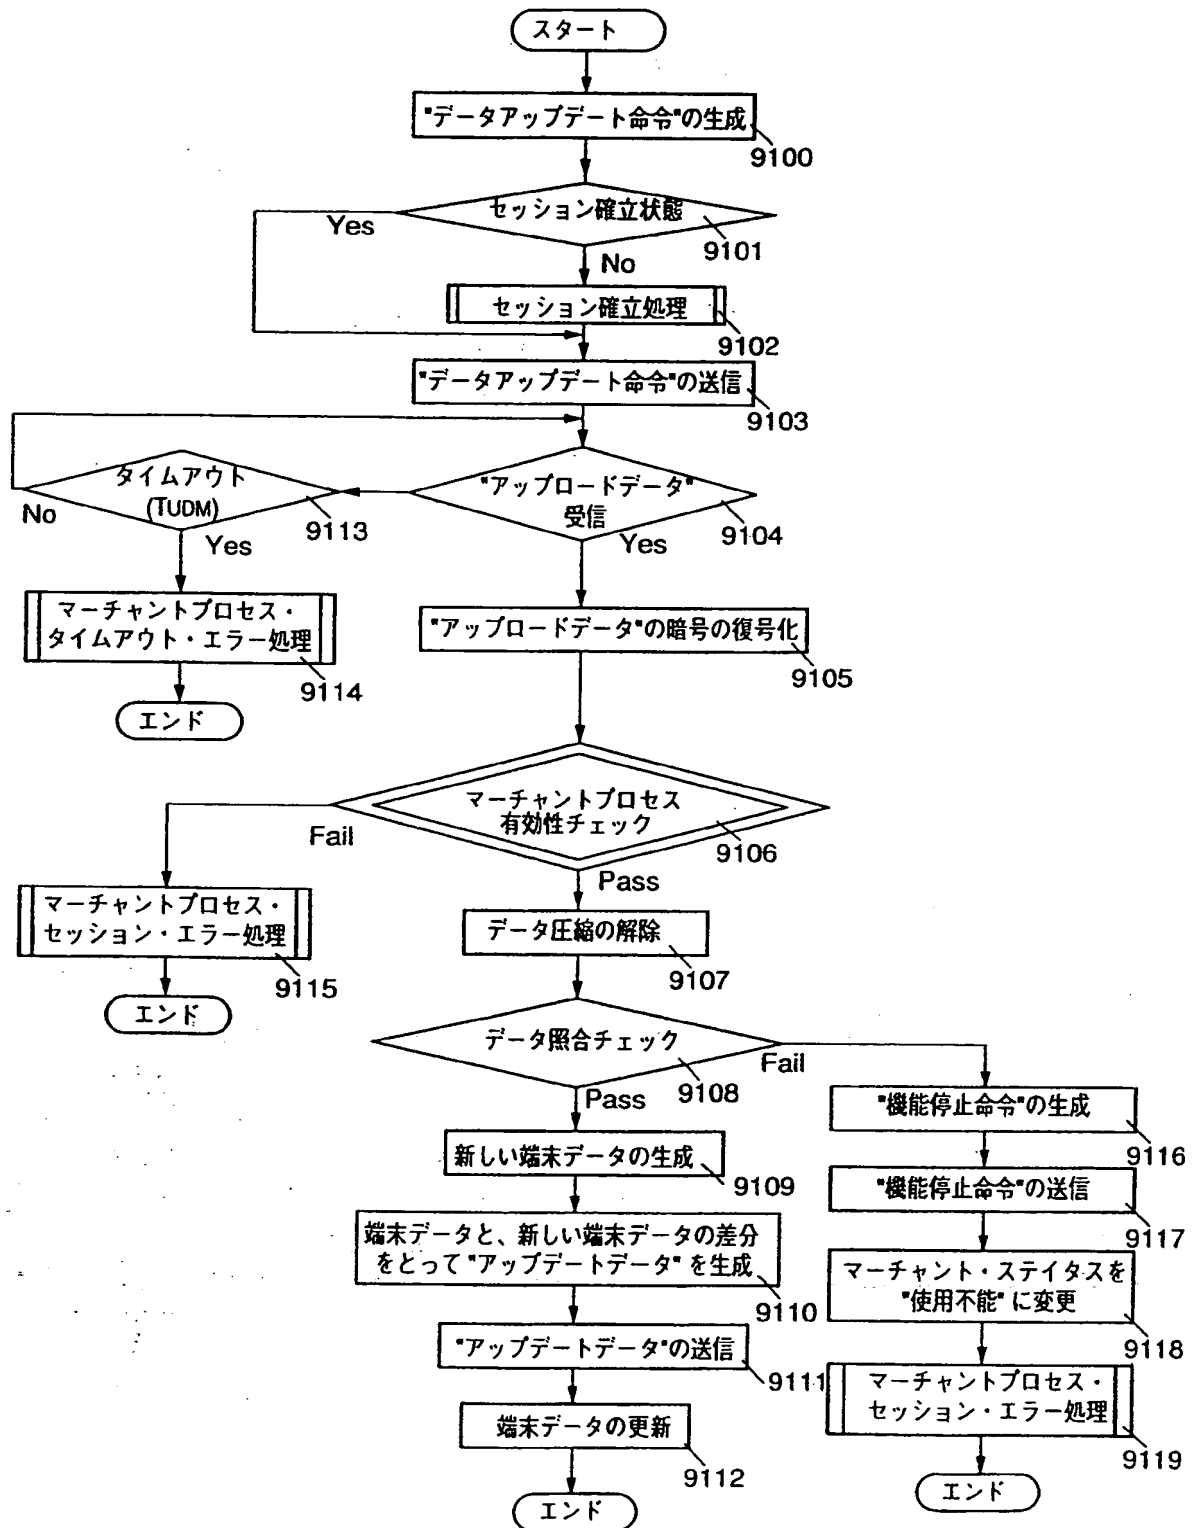 スタート
"データアップデート命令"の生成
9100
セッション確立状態
9101
Yes
No
セッション確立処理
9102
"データアップデート命令"の送信
9103
タイムアウト
(TUDM)
9113
No
Yes
"アップロードデータ"
受信
9104
Yes
マーチャントプロセス・
タイムアウト・エラー処理
9114
エンド
"アップロードデータ"の暗号の復号化
9105
マーチャントプロセス
有効性チェック
9106
Fail
Pass
マーチャントプロセス・
セッション・エラー処理
9115
エンド
データ圧縮の解除
9107
データ照合チェック
9108
Fail
Pass
新しい端末データの生成
9109
端末データと、新しい端末データの差分
をとって"アップデートデータ"を生成
9110
"アップデートデータ"の送信
9111
端末データの更新
9112
エンド
"機能停止命令"の生成
9116
"機能停止命令"の送信
9117
マーチャント・ステイタスを
"使用不能"に変更
9118
マーチャントプロセス・
セッション・エラー処理
9119
エンド